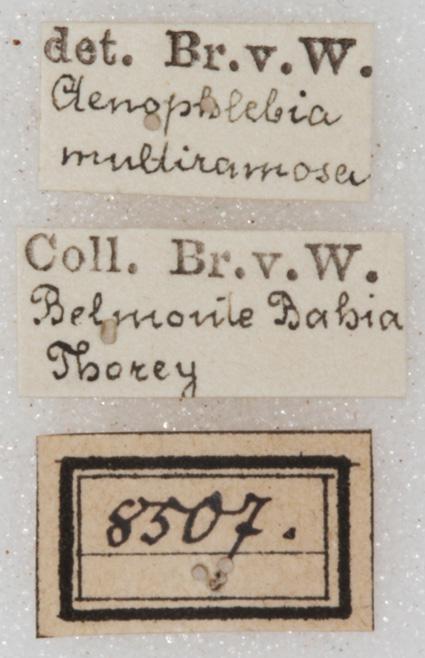 det. Br.v.W.
Ctenophlebia
multiramosa
Coll. Br.v.W.
Belmonte Bahia
Thorey
8507.